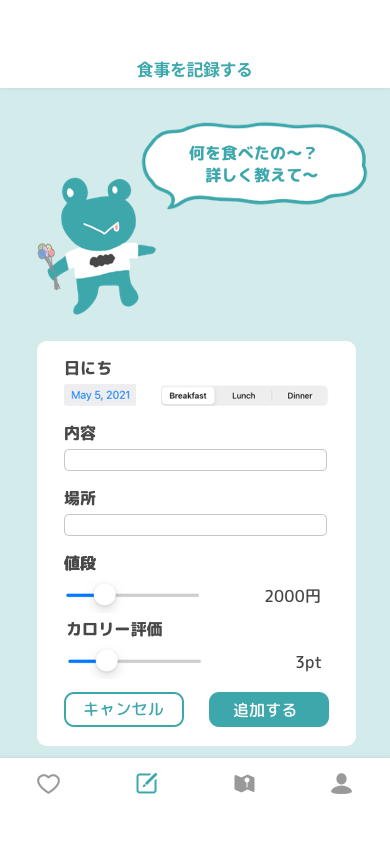 食事を記録する
何を食べたの〜？
詳しく教えて〜
日にち
May 5, 2021
Breakfast Lunch Dinner
内容
場所
値段
2000円
カロリー評価
3pt
キャンセル 追加する